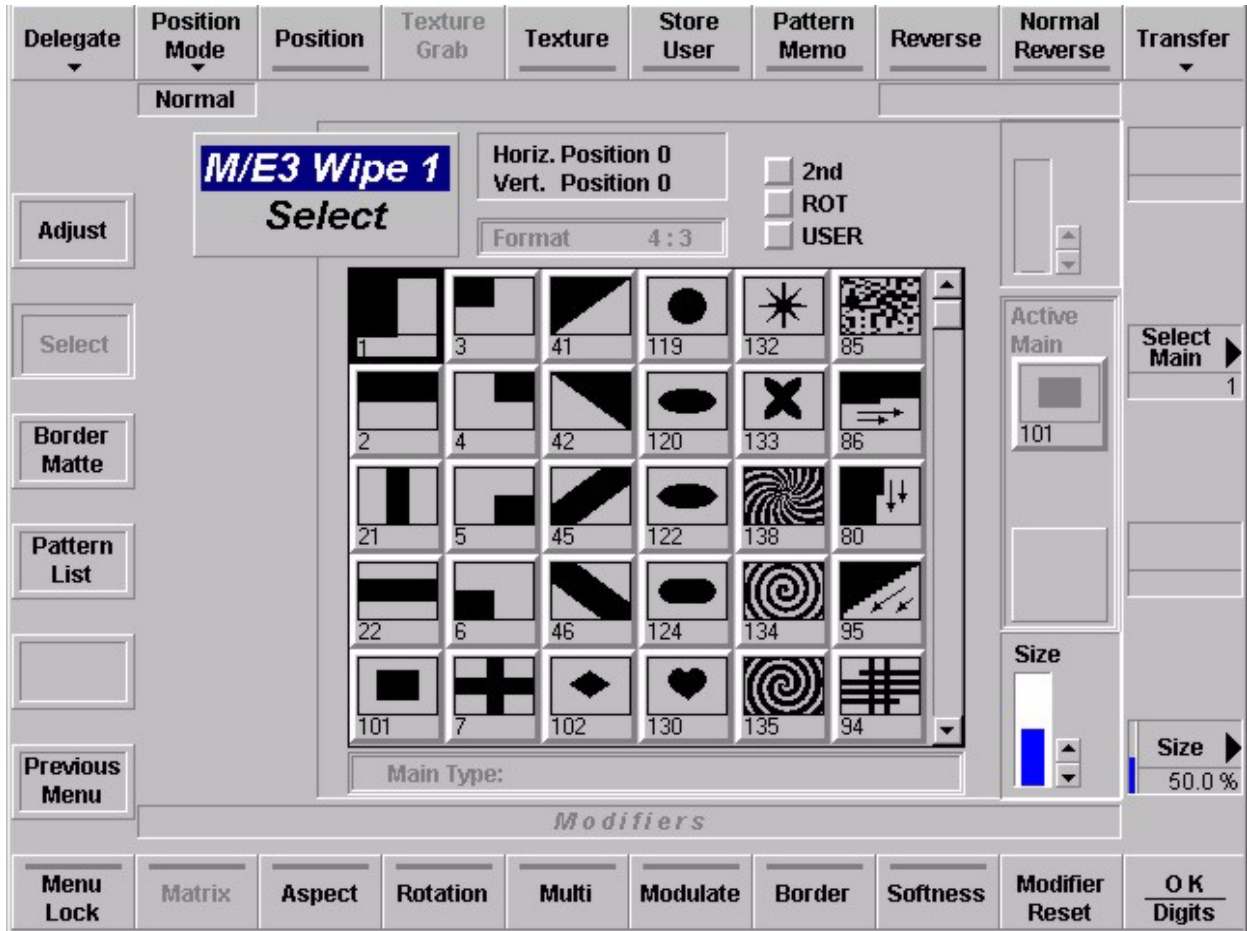 Delegate
Position
Mode
Position
Texture
Grab
Texture
Store
User
Pattern
Memo
Reverse
Normal
Reverse
Transfer
Normal
M/E3 Wipe 1
Select
Horiz. Position 0
Vert. Position 0
Format 4:3
2nd
ROT
USER
Adjust
Select
Border
Matte
Pattern
List
Previous
Menu
1 3 41 119 132 85
2 4 42 120 133 86
21 5 45 122 138 80
22 6 46 124 134 95
101 7 102 130 135 94
Main Type:
Active
Main
101
Size
Select
Main
1
Size
50.0 %
Modifiers
Menu
Lock
Matrix
Aspect
Rotation
Multi
Modulate
Border
Softness
Modifier
Reset
OK
Digits